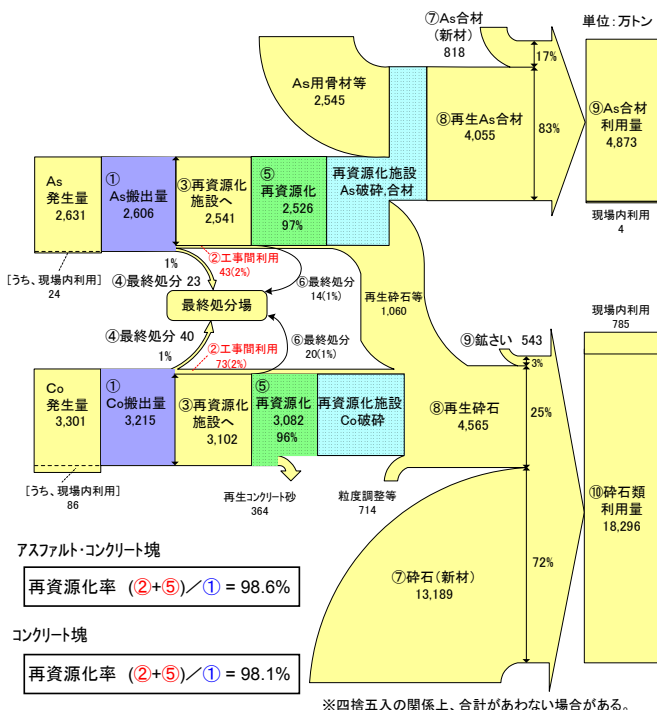 ⑦As合材
(新材)
818
単位：万トン
17%
As用骨材等
2,545
⑧再生As合材
4,055
83%
⑨As合材
利用量
4,873
現場内利用
4
As
発生量
2,631
①
As搬出量
2,606
③再資源化
施設へ
2,541
⑤
再資源化
2,526
97%
再資源化施設
As破砕,合材
[うち、現場内利用]
24
1%
②工事間利用
43(2%)
④最終処分 23
⑥最終処分
14(1%)
最終処分場
再生砕石等
1,060
④最終処分 40
1%
⑥最終処分
20(1%)
②工事間利用
73(2%)
⑨鉱さい 543
3%
現場内利用
785
Co
発生量
3,301
①
Co搬出量
3,215
③再資源化
施設へ
3,102
⑤
再資源化
3,082
96%
再資源化施設
Co破砕
⑧再生砕石
4,565
25%
[うち、現場内利用]
86
再生コンクリート砂
364
粒度調整等
714
⑩砕石類
利用量
18,296
72%
⑦砕石(新材)
13,189
アスファルト・コンクリート塊
再資源化率 (②+⑤)／① = 98.6%
コンクリート塊
再資源化率 (②+⑤)／① = 98.1%
※四捨五入の関係上、合計があわない場合がある。